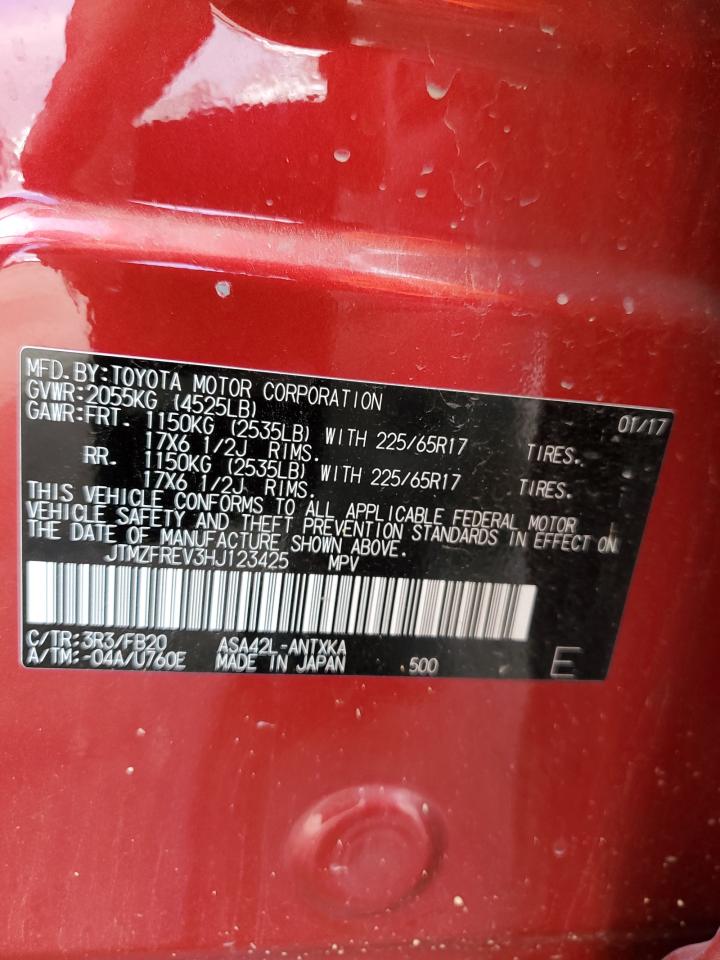 MFD.BY:TOYOTA MOTOR CORPORATION 01/17
GVWR:2055KG (4525LB)
GAWR:FRT. 1150KG (2535LB) WITH 225/65R17 TIRES.
17X6 1/2J RIMS.
RR. 1150KG (2535LB) WITH 225/65R17 TIRES.
17X6 1/2J RIMS.
THIS VEHICLE CONFORMS TO ALL APPLICABLE FEDERAL MOTOR
VEHICLE SAFETY AND THEFT PREVENTION STANDARDS IN EFFECT ON
THE DATE OF MANUFACTURE SHOWN ABOVE.
JTMZFREV3HJ123425 MPV
C/TR:3R3/FB20 ASA42L-ANTXKA
A/TM:-04A/U760E MADE IN JAPAN 500 E